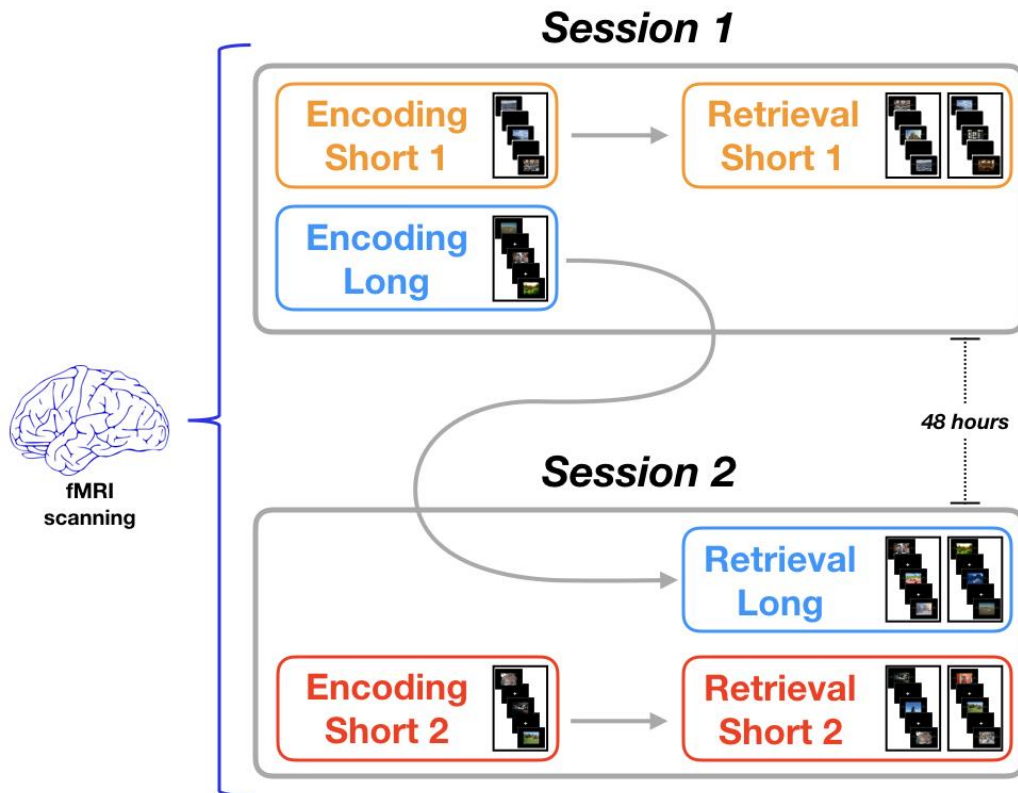 Session 1
Encoding
Short 1
Retrieval
Short 1
Encoding
Long
48 hours
fMRI
scanning
Session 2
Retrieval
Long
Encoding
Short 2
Retrieval
Short 2